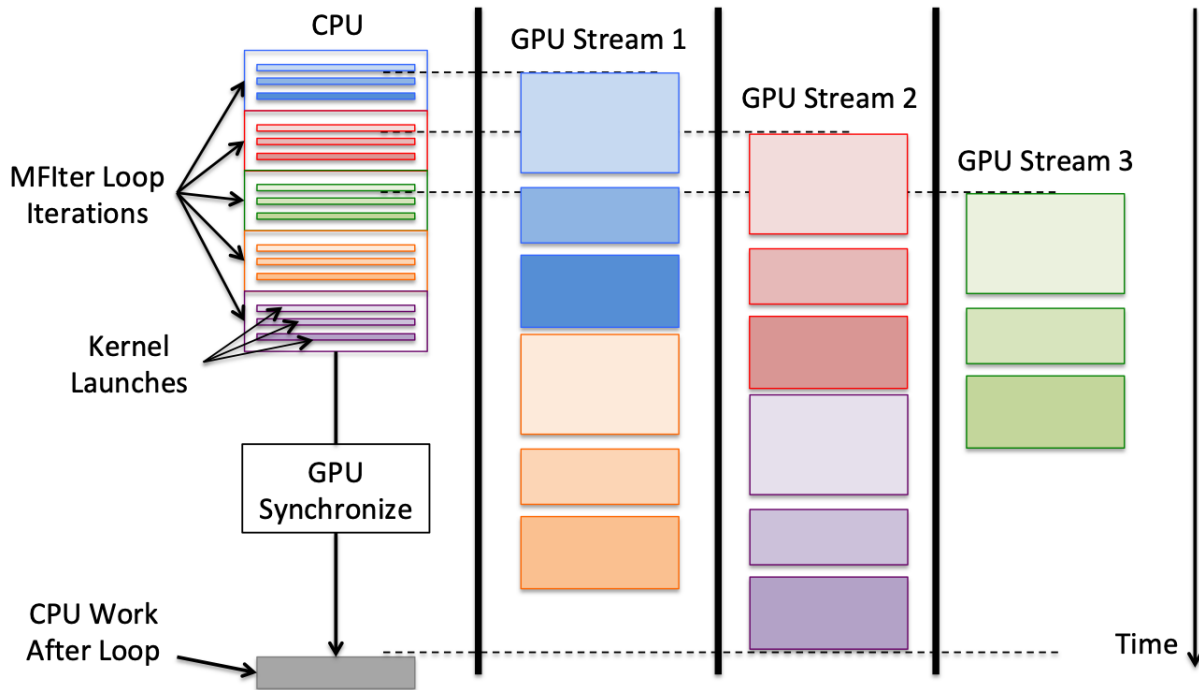 CPU
GPU Stream 1
GPU Stream 2
GPU Stream 3
MFIter Loop
Iterations
Kernel
Launches
GPU
Synchronize
CPU Work
After Loop
Time